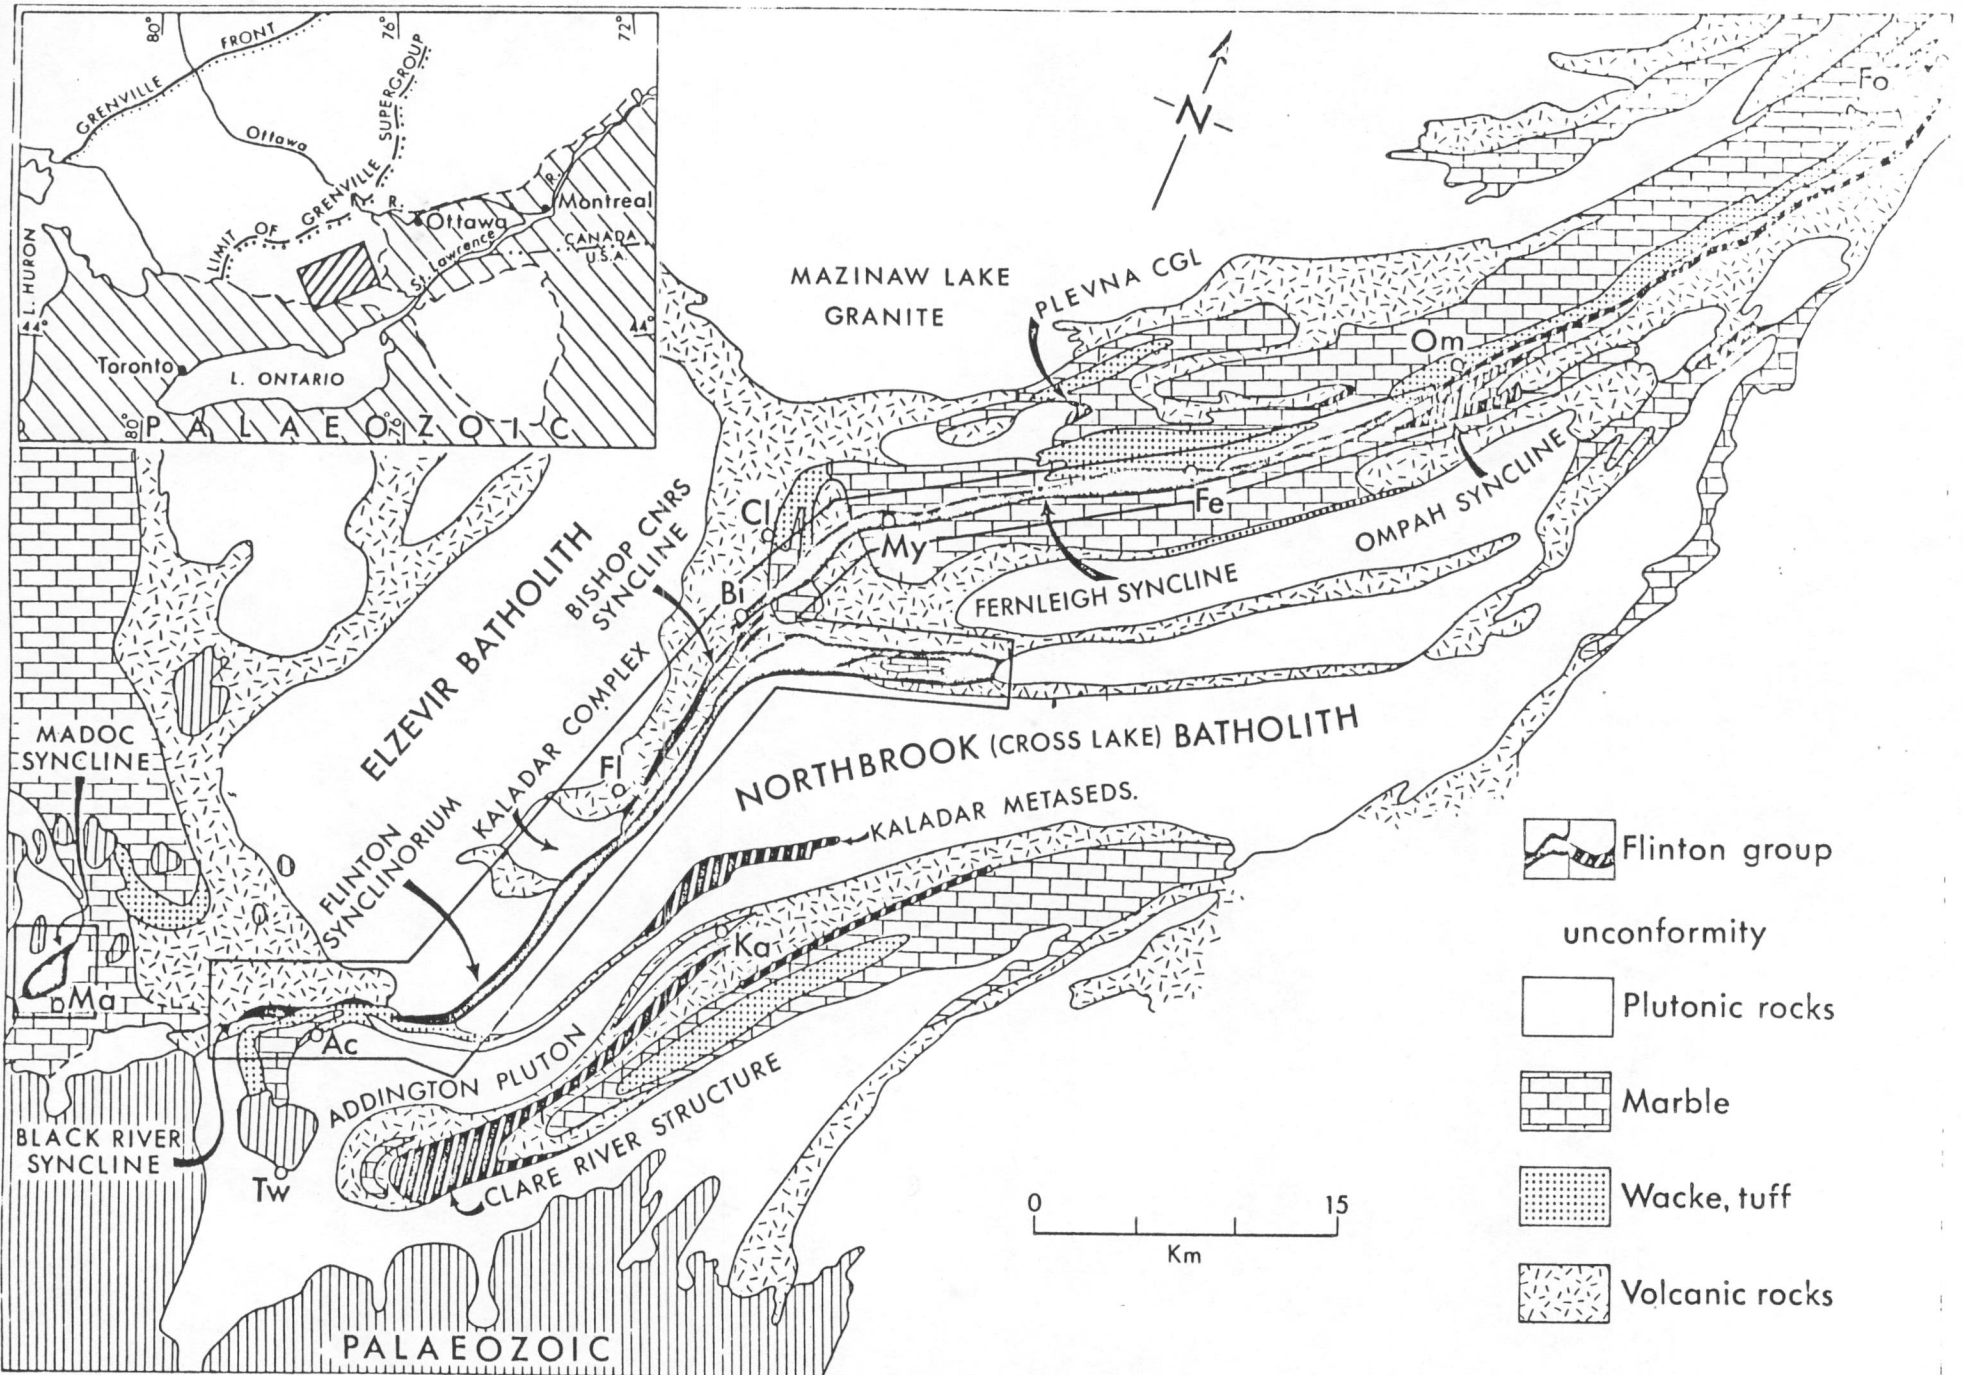 80°
76°
72°
GRENVILLE FRONT
Ottawa
R.
LIMIT OF GRENVILLE SUPERGROUP
Ottawa
Montreal
R.
St. Lawrence
CANADA
U.S.A.
L. HURON
44°
44°
Toronto
L. ONTARIO
80°
76°
PALAEOZOIC
N
Fo
MAZINAW LAKE
GRANITE
PLEVNA CGL
Om
OMPAH SYNCLINE
Fe
FERNLEIGH SYNCLINE
Cl
My
Bi
BISHOP CNRS
SYNCLINE
ELZEVIR BATHOLITH
KALADAR COMPLEX
Fl
FLINTON
SYNCLINORIUM
MADOC
SYNCLINE
NORTHBROOK (CROSS LAKE) BATHOLITH
KALADAR METASEDS.
Ka
Ma
Ac
ADDINGTON PLUTON
BLACK RIVER
SYNCLINE
Tw
CLARE RIVER STRUCTURE
PALAEOZOIC
0 15
Km
Flinton group
unconformity
Plutonic rocks
Marble
Wacke, tuff
Volcanic rocks